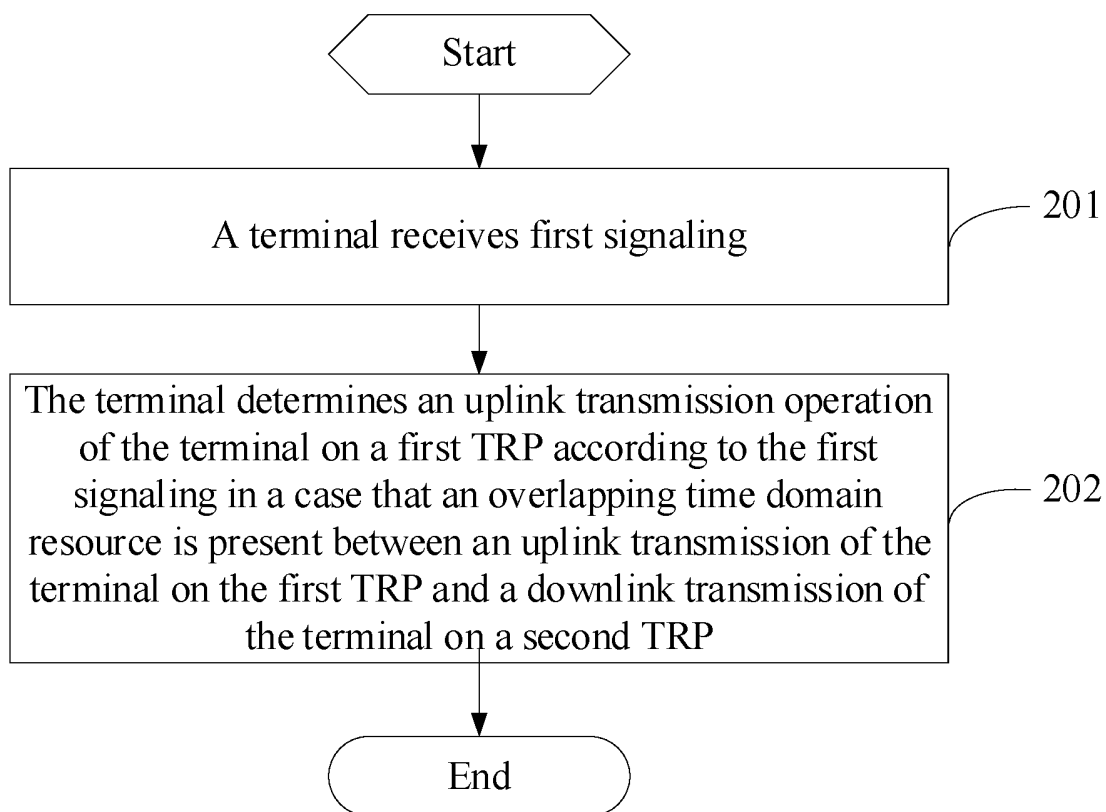 Start
A terminal receives first signaling
201
The terminal determines an uplink transmission operation
of the terminal on a first TRP according to the first
signaling in a case that an overlapping time domain
resource is present between an uplink transmission of the
terminal on the first TRP and a downlink transmission of
the terminal on a second TRP
202
End